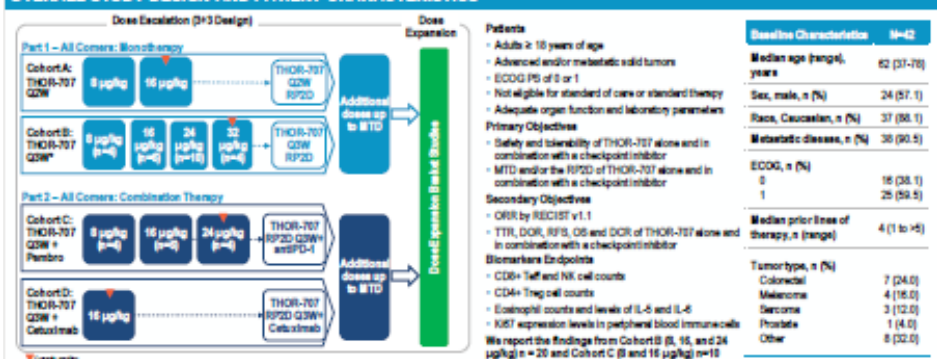 Dose Escalation (3+3 Design)
Dose
Expansion
Part 1 – All Comers: Monotherapy
Cohort A:
THOR-707
Q2W
8 µg/kg
16 µg/kg
THOR-707
Q2W
RP2D
Cohort B:
THOR-707
Q3W*
8 µg/kg
(n=4)
16
µg/kg
(n=6)
24
µg/kg
(n=10)
32
µg/kg
(n=4)
THOR-707
Q3W
RP2D
Additional
doses up
to MTD
Part 2 – All Comers: Combination Therapy
Cohort C:
THOR-707
Q3W +
Pembro
8 µg/kg
(n=4)
16 µg/kg
(n=6)
24 µg/kg
(n=4)
THOR-707
RP2D Q3W+
antiPD-1
Cohort D:
THOR-707
Q3W +
Cetuximab
16 µg/kg
THOR-707
RP2D Q3W+
Cetuximab
Additional
doses up
to MTD
Dose Expansion Basket Studies
Patients
Adults ≥ 18 years of age
Advanced and/or metastatic solid tumors
ECOG PS of 0 or 1
Not eligible for standard of care or standard therapy
Adequate organ function and laboratory parameters
Primary Objectives
Safety and tolerability of THOR-707 alone and in
combination with a checkpoint inhibitor
MTD and/or the RP2D of THOR-707 alone and in
combination with a checkpoint inhibitor
Secondary Objectives
ORR by RECIST v1.1
TTR, DOR, PFS, OS and DCR of THOR-707 alone and
in combination with a checkpoint inhibitor
Biomarkers Endpoints
CD8+ Teff and NK cell counts
CD4+ Treg cell counts
Eosinophil counts and levels of IL-5 and IL-6
Ki67 expression levels in peripheral blood immune cells
We report the findings from Cohort B (8, 16, and 24
µg/kg) n = 20 and Cohort C (8 and 16 µg/kg) n=10
Baseline Characteristics N=42
Median age (range),
years 62 (37-78)
Sex, male, n (%) 24 (57.1)
Race, Caucasian, n (%) 37 (88.1)
Metastatic disease, n (%) 38 (90.5)
ECOG, n (%)
0 16 (38.1)
1 25 (59.5)
Median prior lines of
therapy, n (range) 4 (1 to >5)
Tumor type, n (%)
Colorectal 7 (24.0)
Melanoma 4 (16.0)
Sarcoma 3 (12.0)
Prostate 1 (4.0)
Other 8 (32.0)